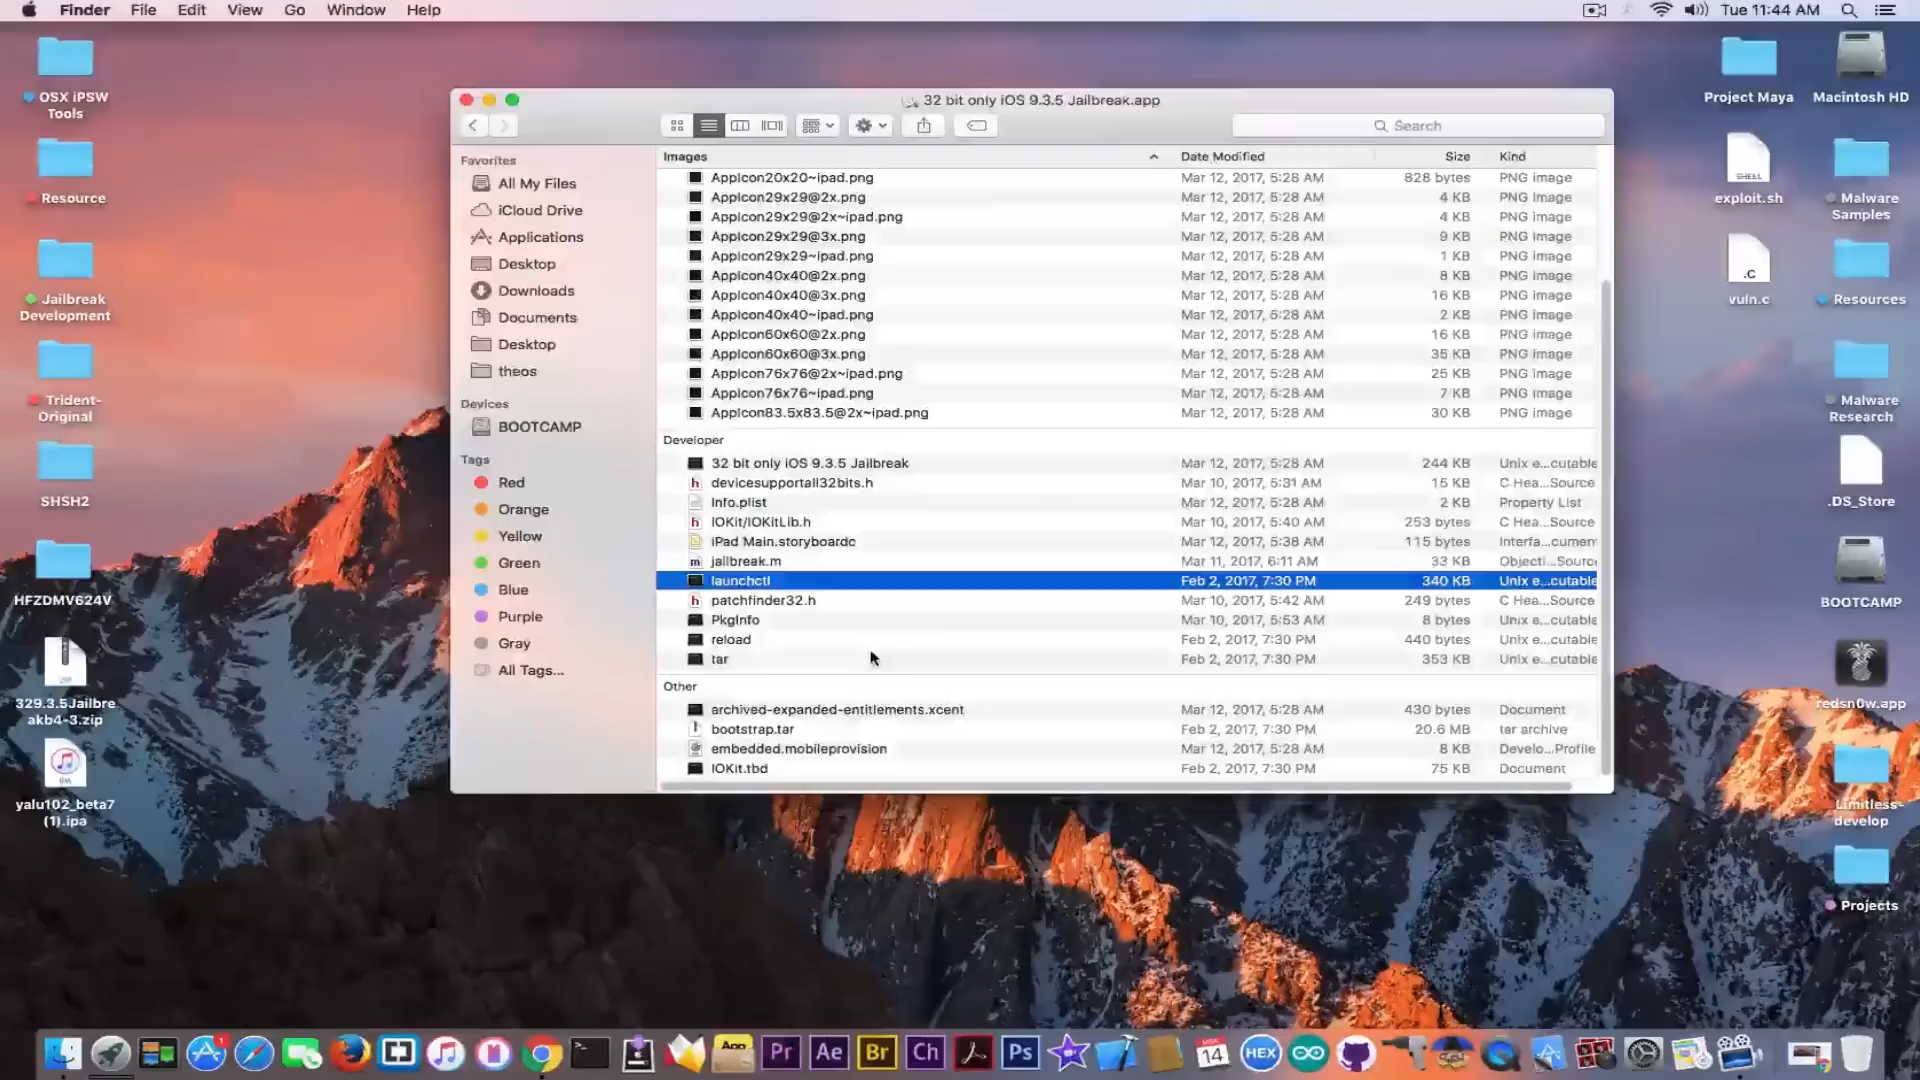 Finder File Edit View Go Window Help
Tue 11:44 AM
OSX iPSW
Tools
Resource
Jailbreak
Development
Trident-
Original
SHSH2
HFZDMV624V
ZIP
329.3.5Jailbre
akb4-3.zip
IPA
yalu102_beta7
(1).ipa
32 bit only iOS 9.3.5 Jailbreak.app
Search
Favorites
All My Files
iCloud Drive
Applications
Desktop
Downloads
Documents
Desktop
theos
Devices
BOOTCAMP
Tags
Red
Orange
Yellow
Green
Blue
Purple
Gray
All Tags...
Images Date Modified Size Kind
AppIcon20x20~ipad.png Mar 12, 2017, 5:28 AM 828 bytes PNG image
AppIcon29x29@2x.png Mar 12, 2017, 5:28 AM 4 KB PNG image
AppIcon29x29@2x~ipad.png Mar 12, 2017, 5:28 AM 4 KB PNG image
AppIcon29x29@3x.png Mar 12, 2017, 5:28 AM 9 KB PNG image
AppIcon29x29~ipad.png Mar 12, 2017, 5:28 AM 1 KB PNG image
AppIcon40x40@2x.png Mar 12, 2017, 5:28 AM 8 KB PNG image
AppIcon40x40@3x.png Mar 12, 2017, 5:28 AM 16 KB PNG image
AppIcon40x40~ipad.png Mar 12, 2017, 5:28 AM 2 KB PNG image
AppIcon60x60@2x.png Mar 12, 2017, 5:28 AM 16 KB PNG image
AppIcon60x60@3x.png Mar 12, 2017, 5:28 AM 35 KB PNG image
AppIcon76x76@2x~ipad.png Mar 12, 2017, 5:28 AM 25 KB PNG image
AppIcon76x76~ipad.png Mar 12, 2017, 5:28 AM 7 KB PNG image
AppIcon83.5x83.5@2x~ipad.png Mar 12, 2017, 5:28 AM 30 KB PNG image
Developer
32 bit only iOS 9.3.5 Jailbreak Mar 12, 2017, 5:28 AM 244 KB Unix e...cutable
devicesupportall32bits.h Mar 10, 2017, 5:31 AM 15 KB C Hea...Source
Info.plist Mar 12, 2017, 5:28 AM 2 KB Property List
IOKit/IOKitLib.h Mar 10, 2017, 5:40 AM 253 bytes C Hea...Source
iPad Main.storyboardc Mar 12, 2017, 5:38 AM 115 bytes Interfa...cument
jailbreak.m Mar 11, 2017, 6:11 AM 33 KB Objecti...Source
launchctl Feb 2, 2017, 7:30 PM 340 KB Unix e...cutable
patchfinder32.h Mar 10, 2017, 5:42 AM 249 bytes C Hea...Source
PkgInfo Mar 10, 2017, 5:53 AM 8 bytes Unix e...cutable
reload Feb 2, 2017, 7:30 PM 440 bytes Unix e...cutable
tar Feb 2, 2017, 7:30 PM 353 KB Unix e...cutable
Other
archived-expanded-entitlements.xcent Mar 12, 2017, 5:28 AM 430 bytes Document
bootstrap.tar Feb 2, 2017, 7:30 PM 20.6 MB tar archive
embedded.mobileprovision Mar 12, 2017, 5:28 AM 8 KB Develo...Profile
IOKit.tbd Feb 2, 2017, 7:30 PM 75 KB Document
Project Maya
SHELL
exploit.sh
.C
vuln.c
Macintosh HD
Malware
Samples
Resources
Malware
Research
.DS_Store
BOOTCAMP
redsn0w.app
Limitless-
develop
Projects
App Pr Ae Br Ch Ps 14 HEX